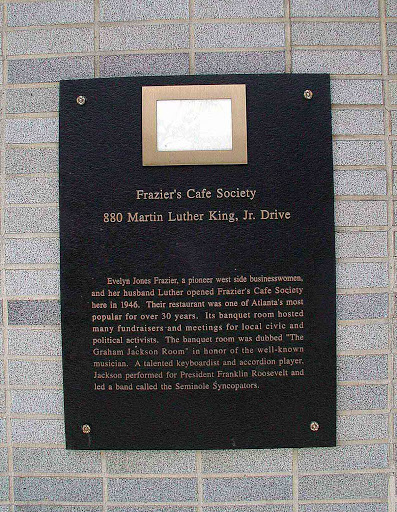 Frazier's Cafe Society
880 Martin Luther King, Jr. Drive
Evelyn Jones Frazier, a pioneer west side businesswomen,
and her husband Luther opened Frazier's Cafe Society
here in 1946. Their restaurant was one of Atlanta's most
popular for over 30 years. Its banquet room hosted
many fundraisers and meetings for local civic and
political activists. The banquet room was dubbed "The
Graham Jackson Room" in honor of the well-known
musician. A talented keyboardist and accordion player,
Jackson performed for President Franklin Roosevelt and
led a band called the Seminole Syncopators.